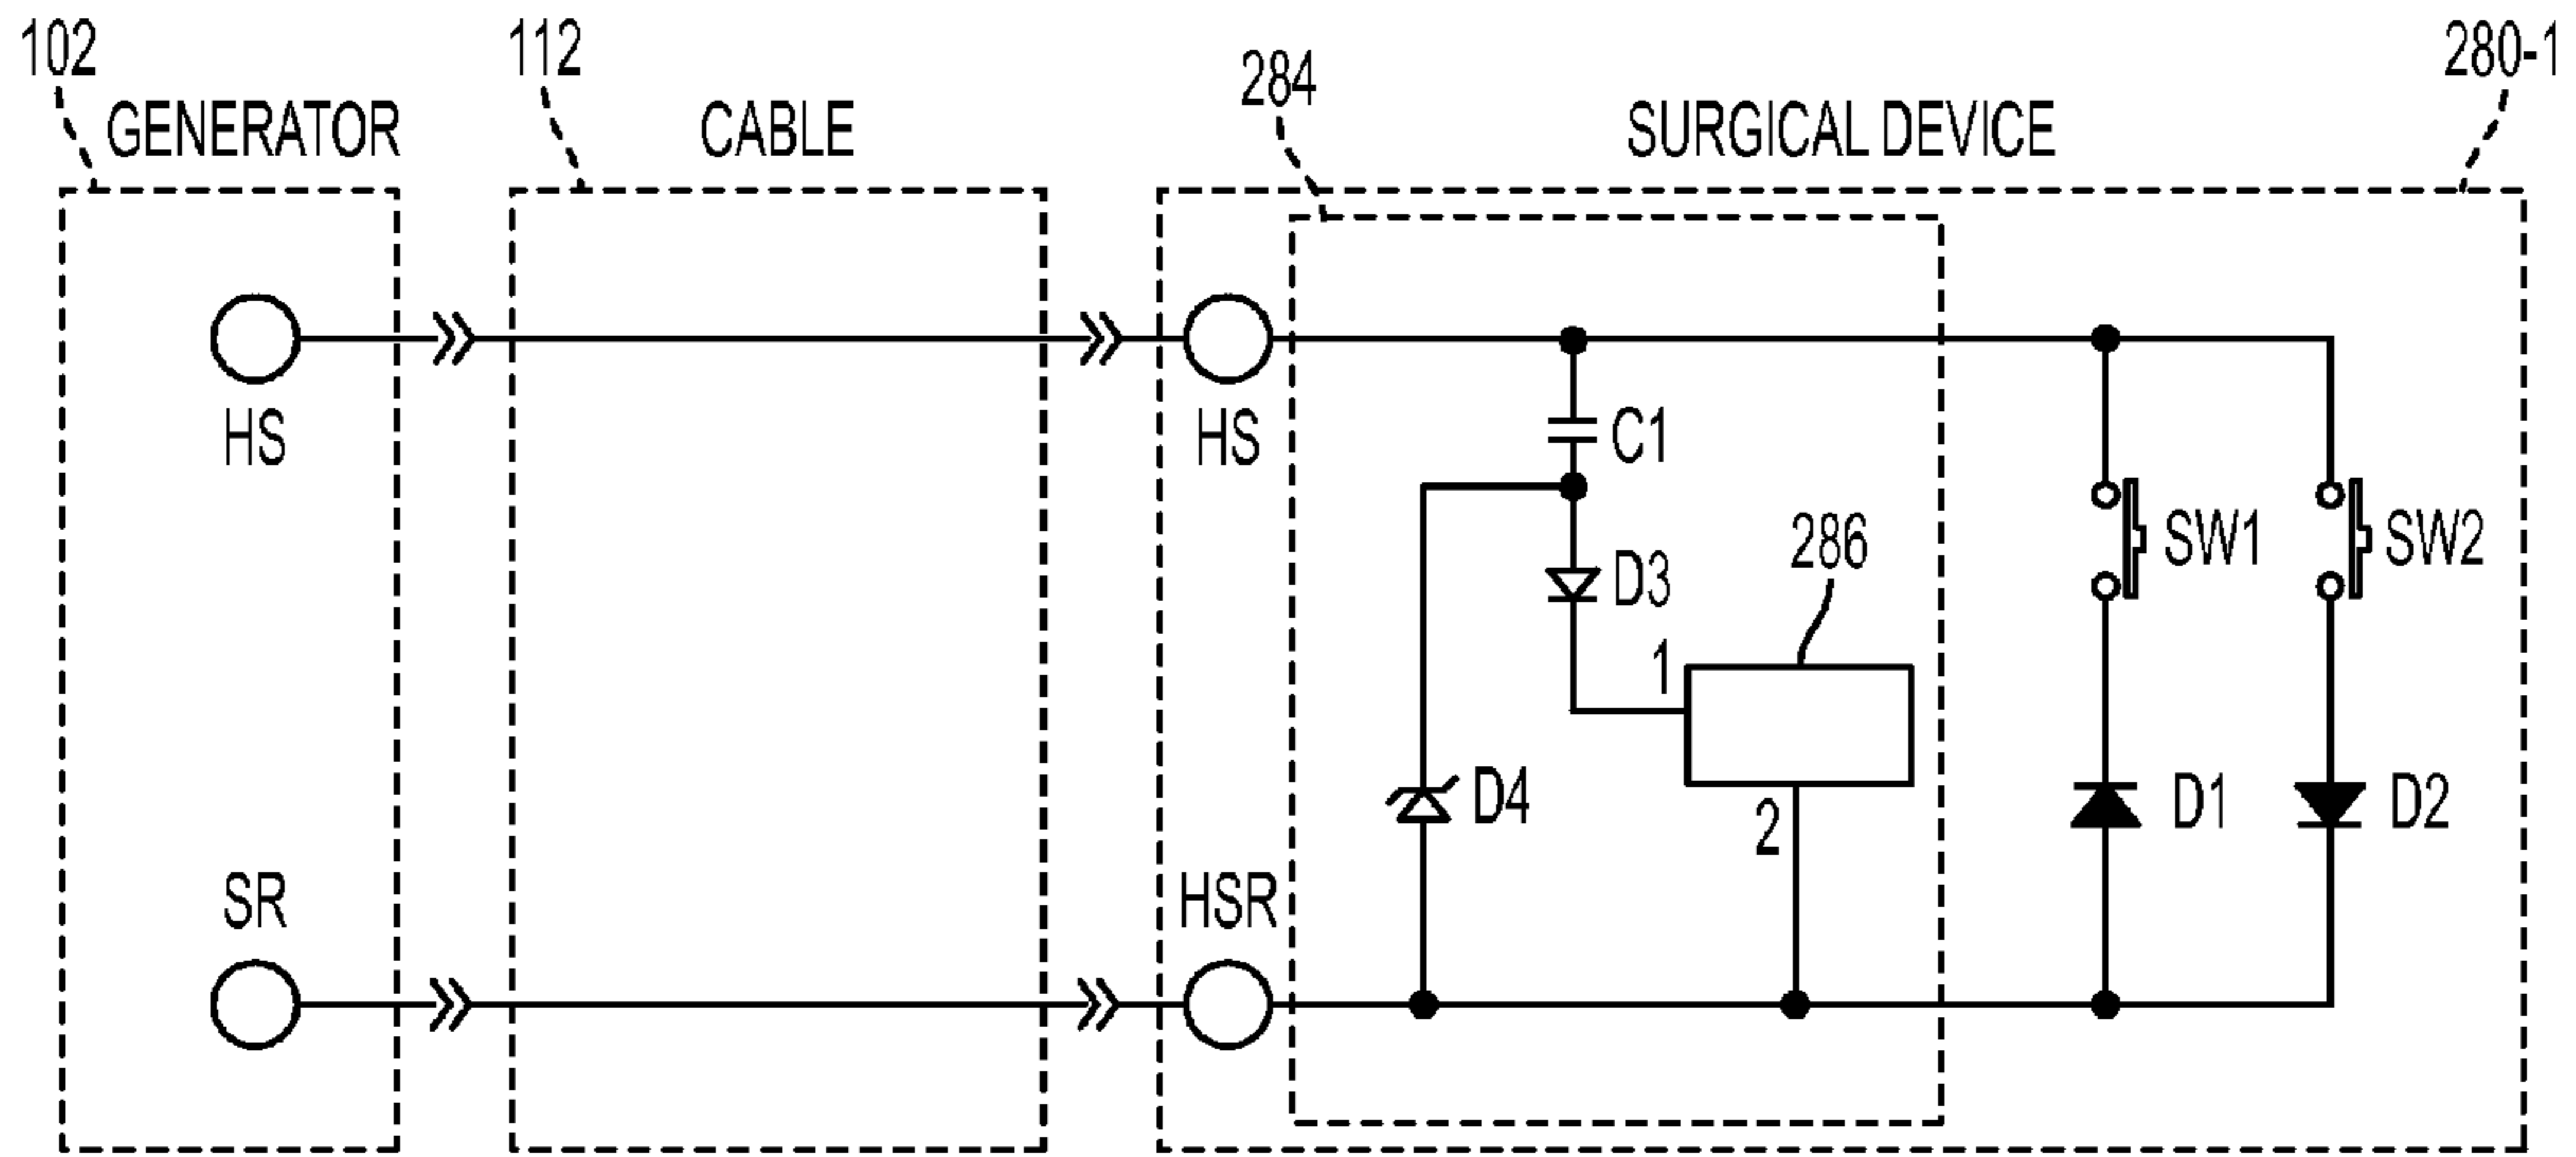 102
112
284
280-1
GENERATOR
CABLE
SURGICAL DEVICE
HS
HS
C1
D3
286
SW1
SW2
1
D4
2
D1
D2
SR
HSR